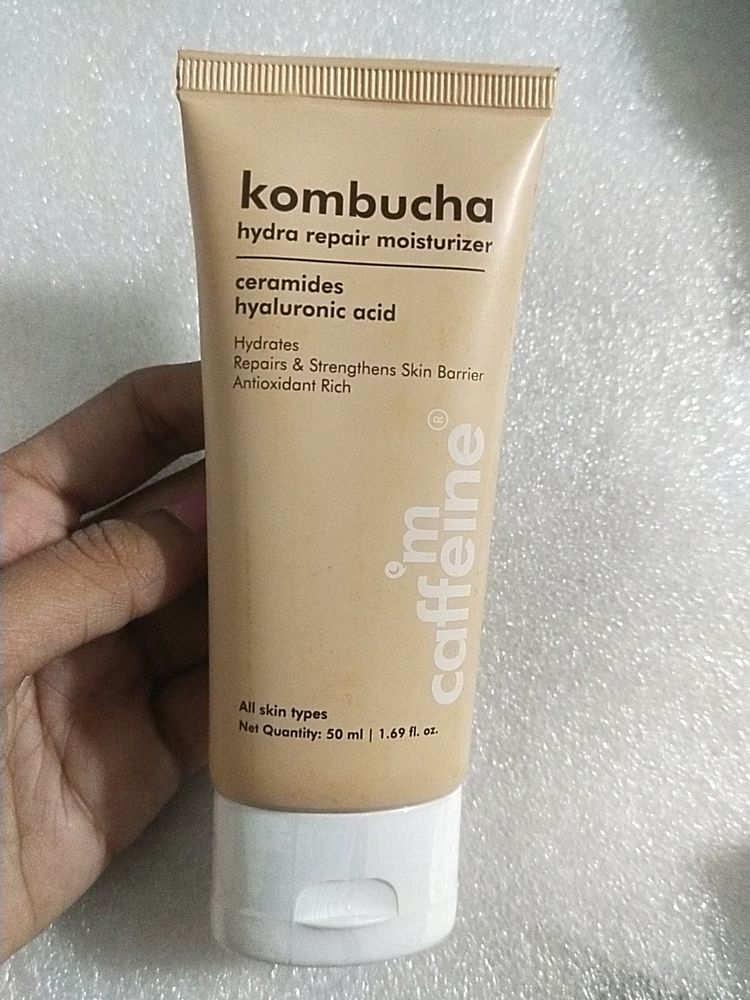 kombucha
hydra repair moisturizer
ceramides
hyaluronic acid
Hydrates
Repairs & Strengthens Skin Barrier
Antioxidant Rich
m
caffeine®
All skin types
Net Quantity: 50 ml | 1.69 fl. oz.